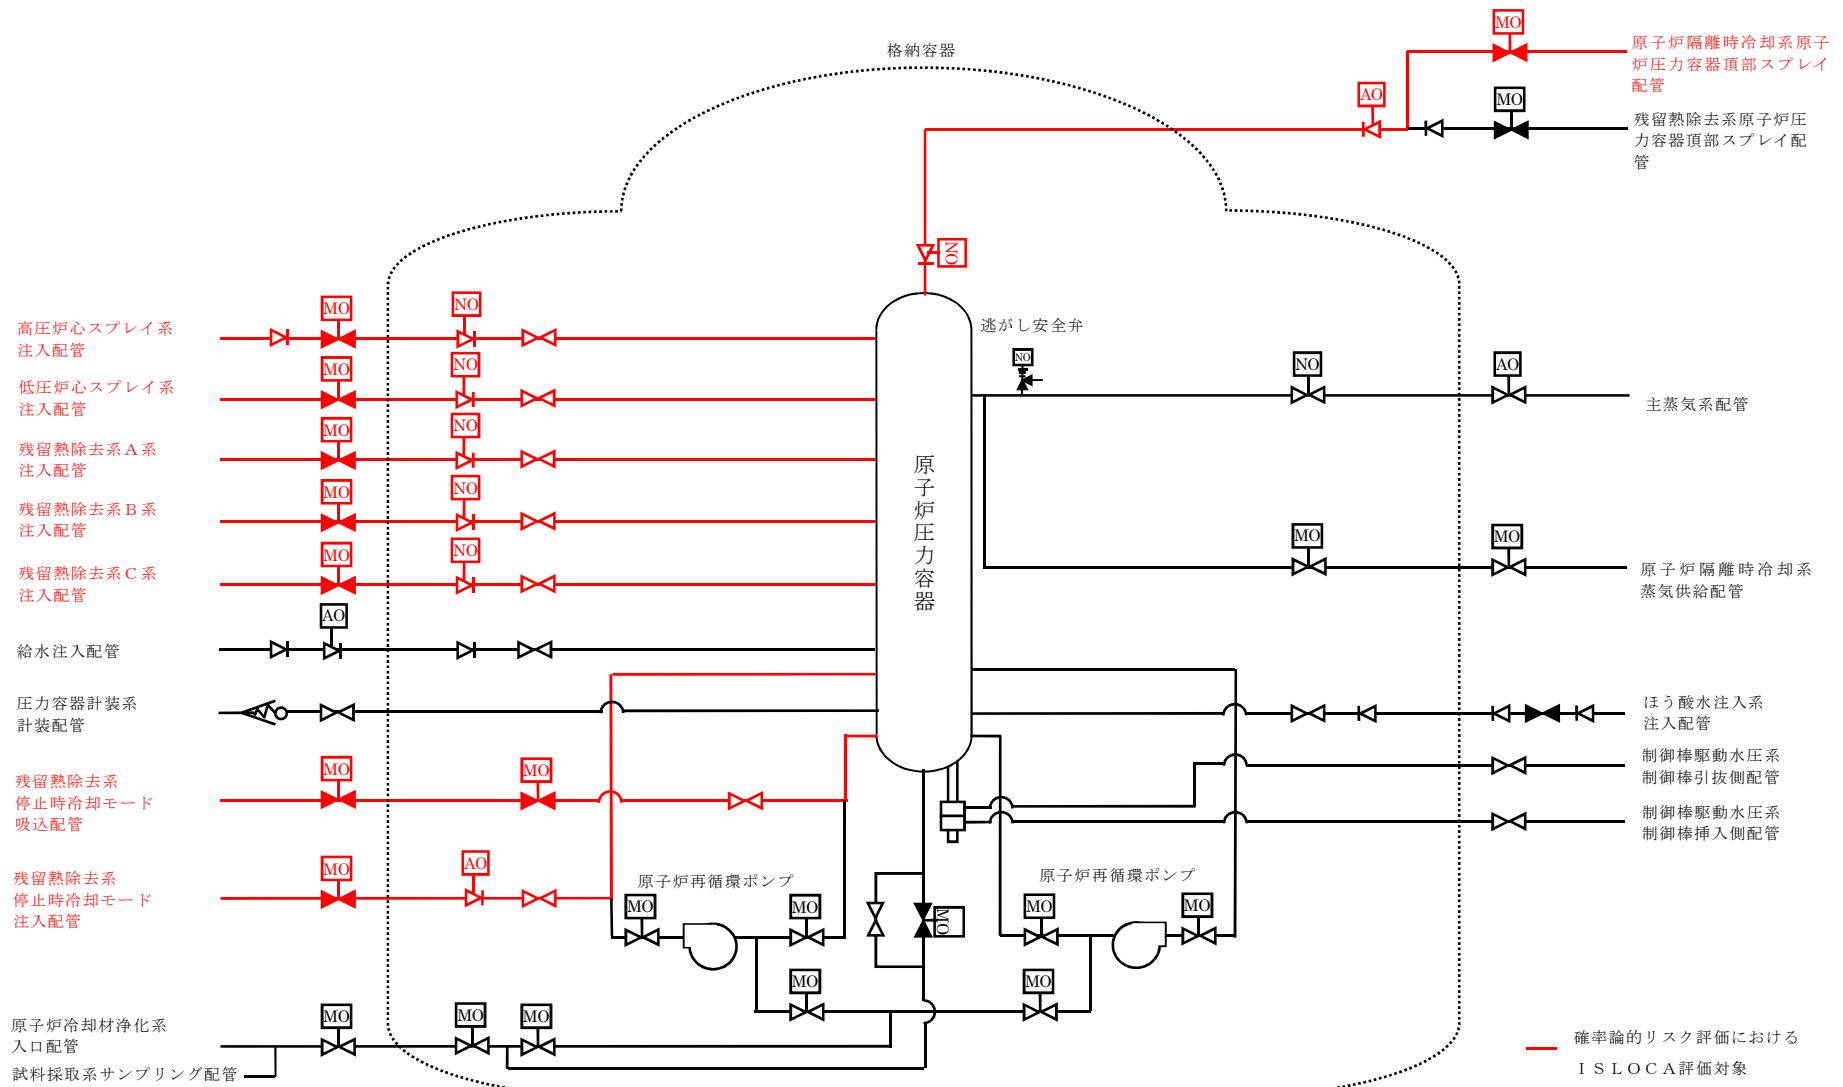 格納容器
MO
原子炉隔離時冷却系原子
炉圧力容器頂部スプレイ
配管
AO
MO
残留熱除去系原子炉圧
力容器頂部スプレイ配
管
NO
高圧炉心スプレイ系
注入配管
MO
NO
逃がし安全弁
NO
低圧炉心スプレイ系
注入配管
MO
NO
NO
AO
主蒸気系配管
残留熱除去系A系
注入配管
MO
NO
原子炉圧力容器
残留熱除去系B系
注入配管
MO
NO
残留熱除去系C系
注入配管
MO
NO
MO
MO
原子炉隔離時冷却系
蒸気供給配管
AO
給水注入配管
圧力容器計装系
計装配管
ほう酸水注入系
注入配管
制御棒駆動水圧系
制御棒引抜側配管
残留熱除去系
停止時冷却モード
吸込配管
MO
MO
制御棒駆動水圧系
制御棒挿入側配管
残留熱除去系
停止時冷却モード
注入配管
MO
AO
原子炉再循環ポンプ
原子炉再循環ポンプ
MO
MO
MO
MO
MO
MO
MO
原子炉冷却材浄化系
入口配管
MO
MO
MO
試料採取系サンプリング配管
確率論的リスク評価における
ISLOCA評価対象